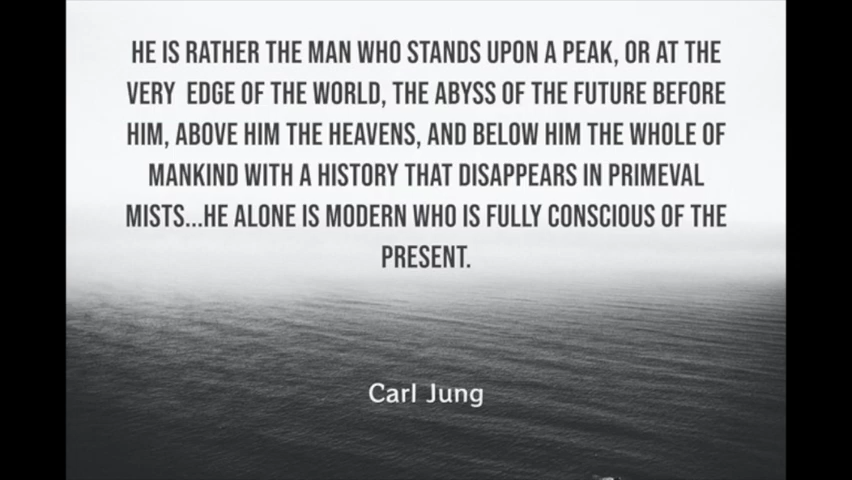 HE IS RATHER THE MAN WHO STANDS UPON A PEAK, OR AT THE
VERY EDGE OF THE WORLD, THE ABYSS OF THE FUTURE BEFORE
HIM, ABOVE HIM THE HEAVENS, AND BELOW HIM THE WHOLE OF
MANKIND WITH A HISTORY THAT DISAPPEARS IN PRIMEVAL
MISTS...HE ALONE IS MODERN WHO IS FULLY CONSCIOUS OF THE
PRESENT.
Carl Jung